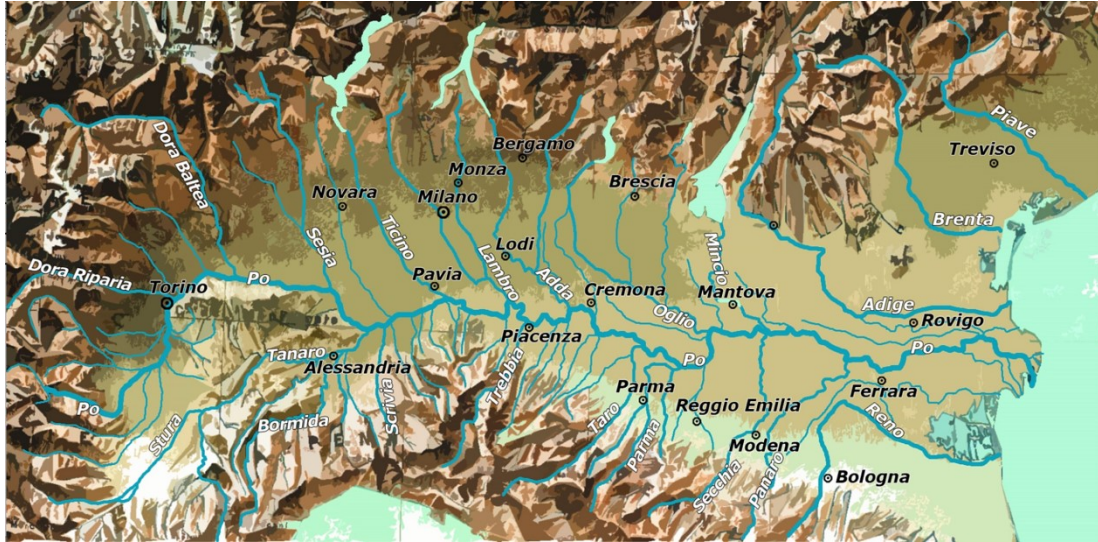 Piave
Treviso
Dora Baltea
Bergamo
Monza
Brescia
Novara
Milano
Brenta
Sesia
Ticino
Lodi
Mincio
Dora Riparia
Po
Torino
Pavia
Lambro
Adda
Cremona
Mantova
Adige
Oglio
Rovigo
Piacenza
Po
Tanaro
Alessandria
Po
Trebbia
Parma
Ferrara
Scrivia
Po
Stura
Bormida
Taro
Parma
Reggio Emilia
Reno
Modena
Secchia
Panaro
Bologna